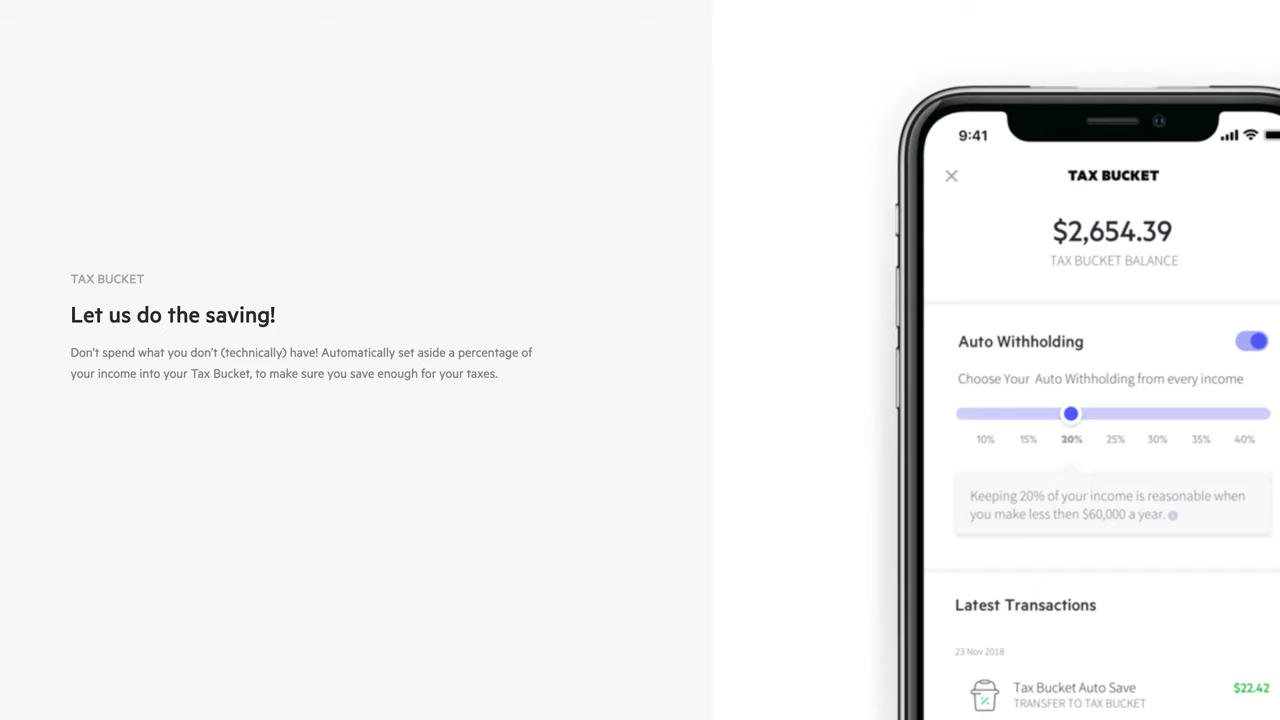 TAX BUCKET
Let us do the saving!
Don't spend what you don't (technically) have! Automatically set aside a percentage of
your income into your Tax Bucket, to make sure you save enough for your taxes.
9:41
TAX BUCKET
$2,654.39
TAX BUCKET BALANCE
Auto Withholding
Choose Your Auto Withholding from every income
10% 15% 20% 25% 30% 35% 40%
Keeping 20% of your income is reasonable when
you make less then $60,000 a year.
Latest Transactions
23 Nov 2018
Tax Bucket Auto Save $22.42
TRANSFER TO TAX BUCKET